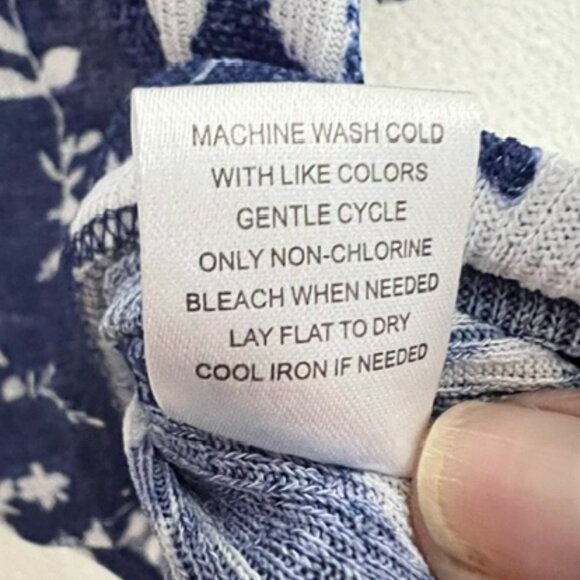 MACHINE WASH COLD
WITH LIKE COLORS
GENTLE CYCLE
ONLY NON-CHLORINE
BLEACH WHEN NEEDED
LAY FLAT TO DRY
COOL IRON IF NEEDED